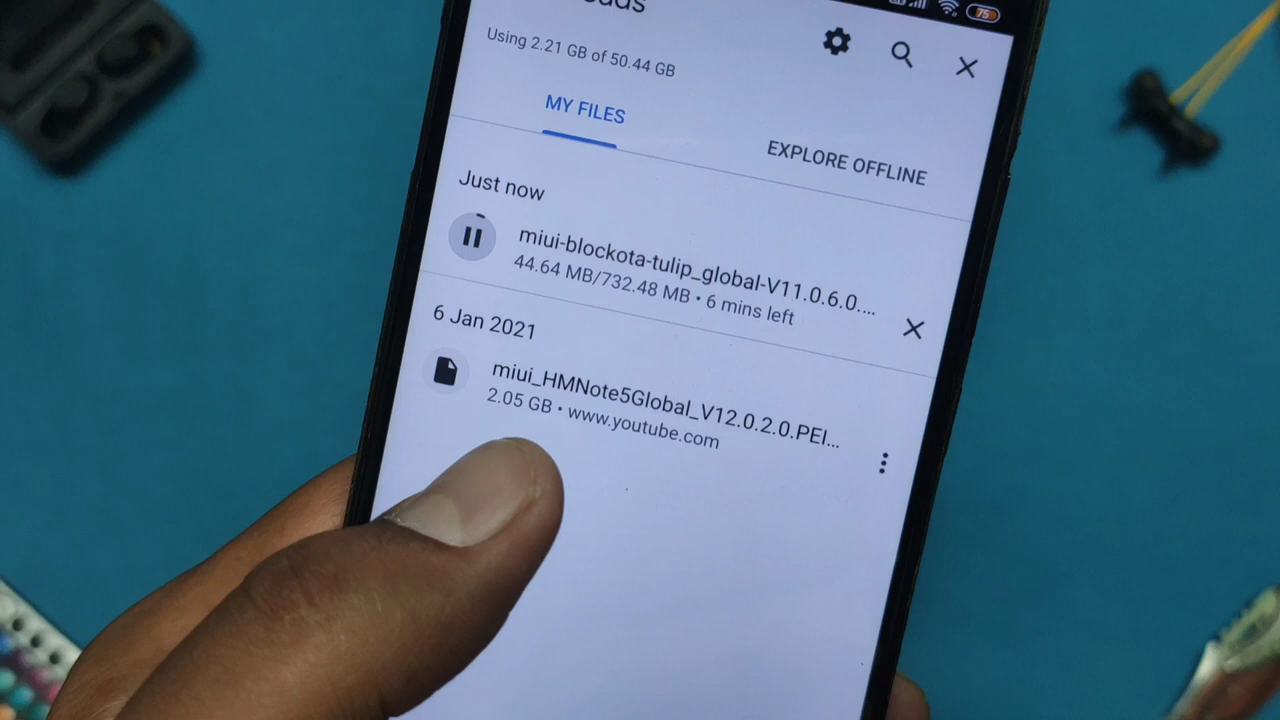 75
Using 2.21 GB of 50.44 GB
MY FILES
EXPLORE OFFLINE
Just now
miui-blockota-tulip_global-V11.0.6.0....
44.64 MB/732.48 MB • 6 mins left
6 Jan 2021
miui_HMNote5Global_V12.0.2.0.PEI...
2.05 GB • www.youtube.com